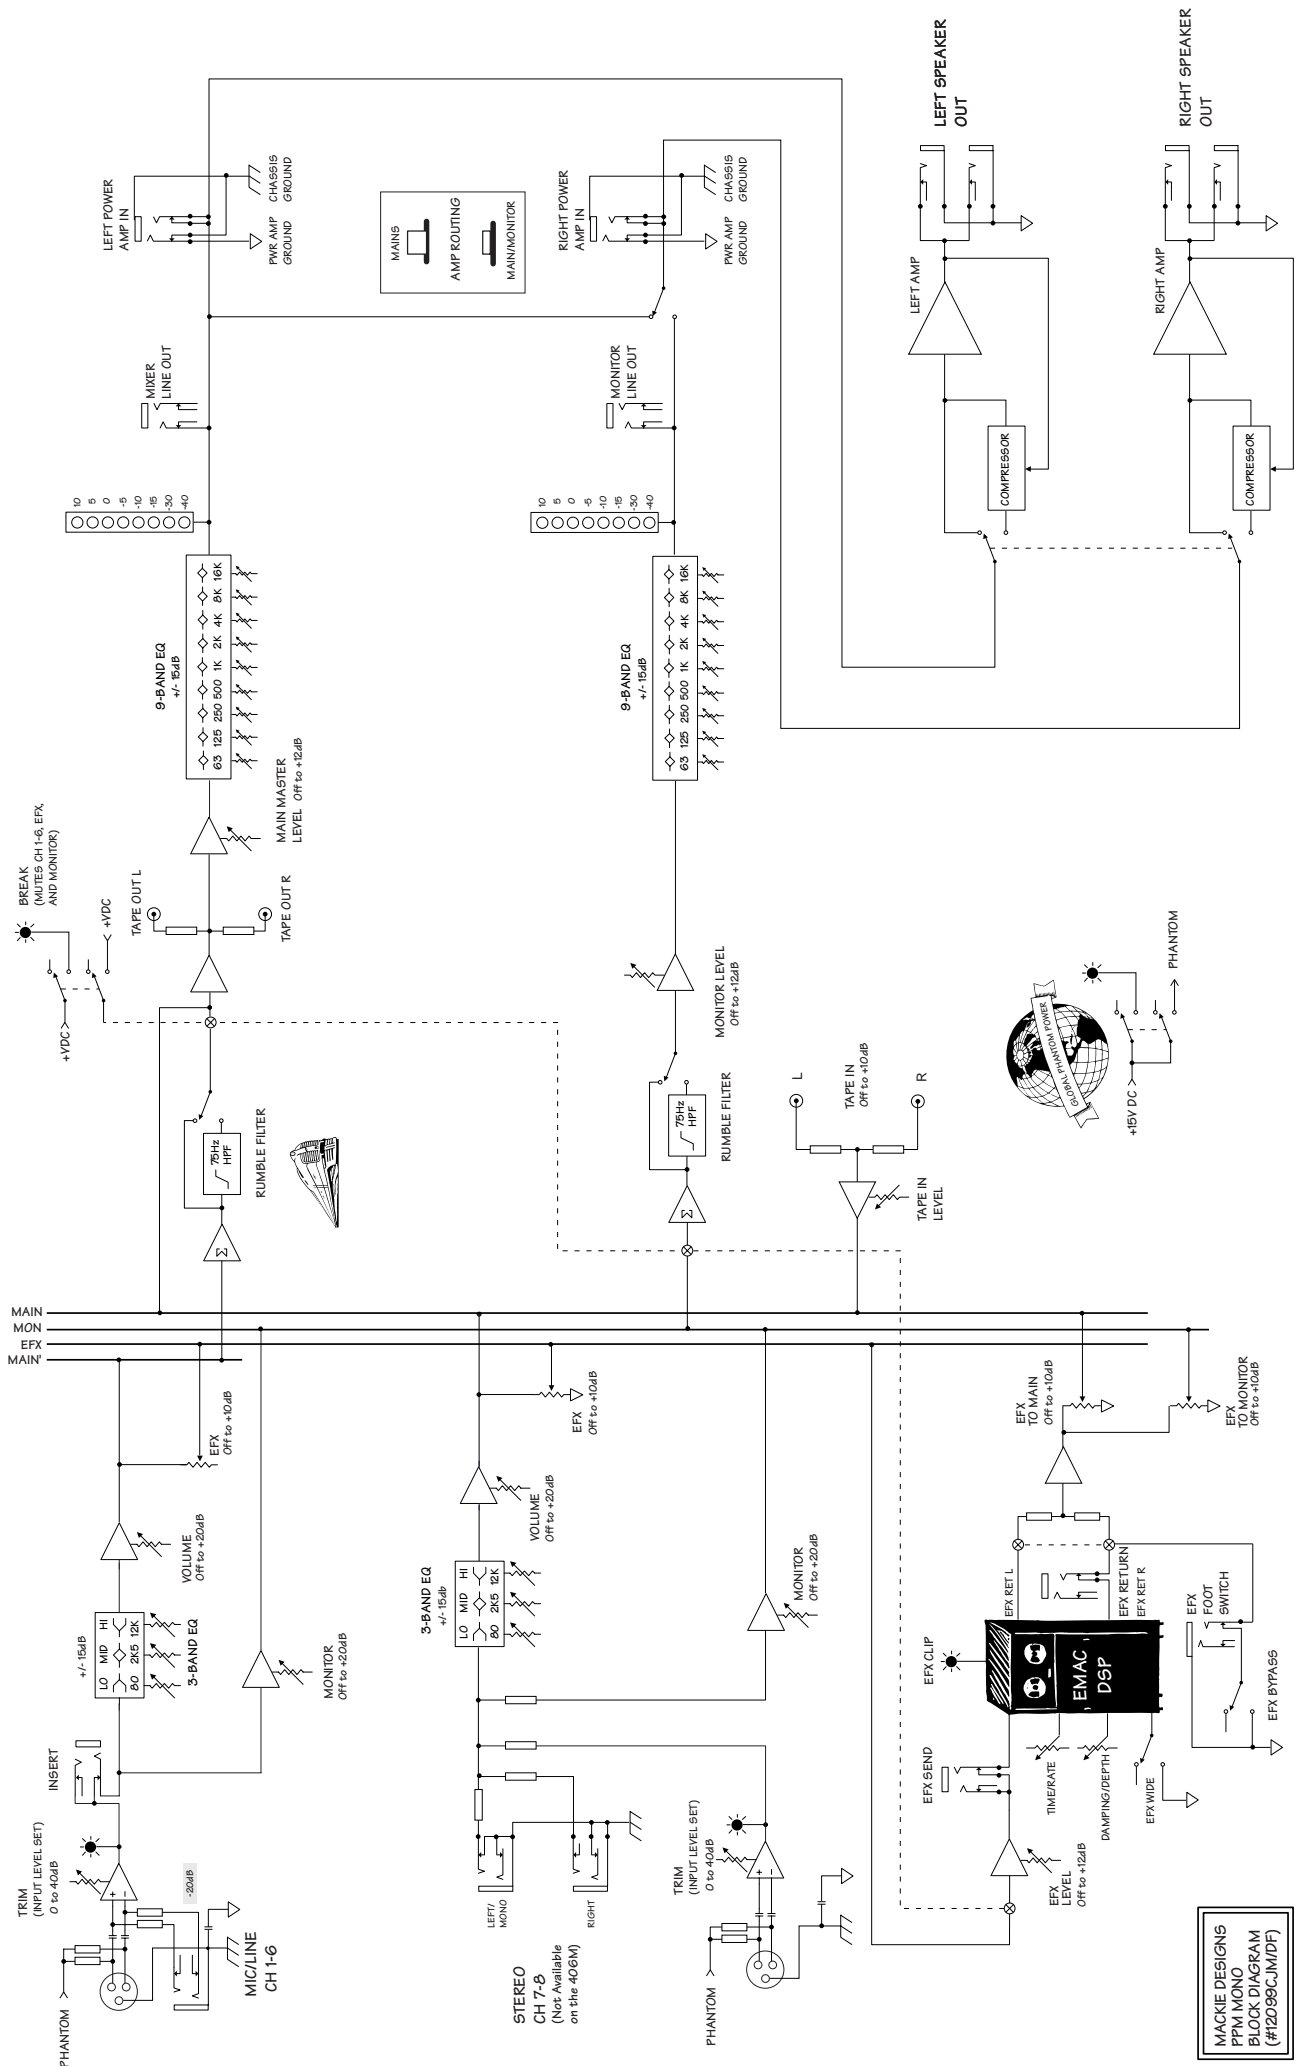 PHANTOM
MIC/LINE
CH 1-6
TRIM
(INPUT LEVEL SET)
0 to 40dB
-20dB
INSERT
+/- 15dB
LO MID HI
80 2K5 12K
3-BAND EQ
VOLUME
Off to +20dB
MONITOR
Off to +20dB
EFX
Off to +10dB
MAIN
MON
EFX
MAIN'
Σ
75Hz
HPF
RUMBLE FILTER
+VDC
+VDC
BREAK
(MUTES CH 1-6, EFX,
AND MONITOR)
TAPE OUT L
TAPE OUT R
MAIN MASTER
LEVEL Off to +12dB
9-BAND EQ
+/- 15dB
63 125 250 500 1K 2K 4K 8K 16K
10
5
0
-5
-10
-15
-30
-40
MIXER
LINE OUT
LEFT POWER
AMP IN
PWR AMP
GROUND
CHASSIS
GROUND
MAINS
AMP ROUTING
MAIN/MONITOR
STEREO
CH 7-8
(Not Available
on the 406M)
LEFT/
MONO
RIGHT
PHANTOM
TRIM
(INPUT LEVEL SET)
0 to 40dB
3-BAND EQ
+/- 15db
LO MID HI
80 2K5 12K
VOLUME
Off to +20dB
MONITOR
Off to +20dB
EFX
Off to +10dB
Σ
75Hz
HPF
RUMBLE FILTER
MONITOR LEVEL
Off to +12dB
9-BAND EQ
+/- 15dB
63 125 250 500 1K 2K 4K 8K 16K
10
5
0
-5
-10
-15
-30
-40
MONITOR
LINE OUT
RIGHT POWER
AMP IN
PWR AMP
GROUND
CHASSIS
GROUND
L
TAPE IN
Off to +10dB
R
TAPE IN
LEVEL
EFX SEND
EFX
LEVEL
Off to +12dB
EFX CLIP
EMAC
DSP
TIME/RATE
DAMPING/DEPTH
EFX WIDE
EFX RET L
EFX RETURN
EFX RET R
EFX
FOOT
SWITCH
EFX BYPASS
EFX
TO MAIN
Off to +10dB
EFX
TO MONITOR
Off to +10dB
GLOBAL PHANTOM POWER
+15V DC
PHANTOM
COMPRESSOR
LEFT AMP
LEFT SPEAKER
OUT
COMPRESSOR
RIGHT AMP
RIGHT SPEAKER
OUT
MACKIE DESIGNS
PPM MONO
BLOCK DIAGRAM
(#12099CJM/DF)